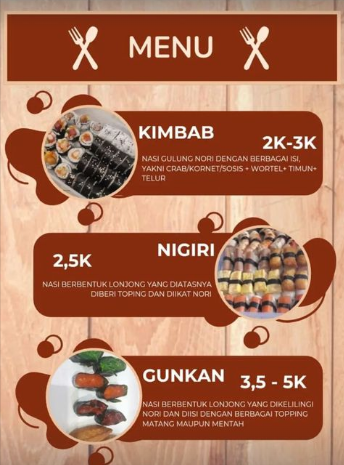 MENU
KIMBAB
2K-3K
NASI GULUNG NORI DENGAN BERBAGAI ISI,
YAKNI CRAB/KORNET/SOSIS + WORTEL+ TIMUN+
TELUR
NIGIRI
2,5K
NASI BERBENTUK LONJONG YANG DIATASNYA
DIBERI TOPING DAN DIIKAT NORI
GUNKAN
3,5 - 5K
NASI BERBENTUK LONJONG YANG DIKELILINGI
NORI DAN DIISI DENGAN BERBAGAI TOPPING
MATANG MAUPUN MENTAH